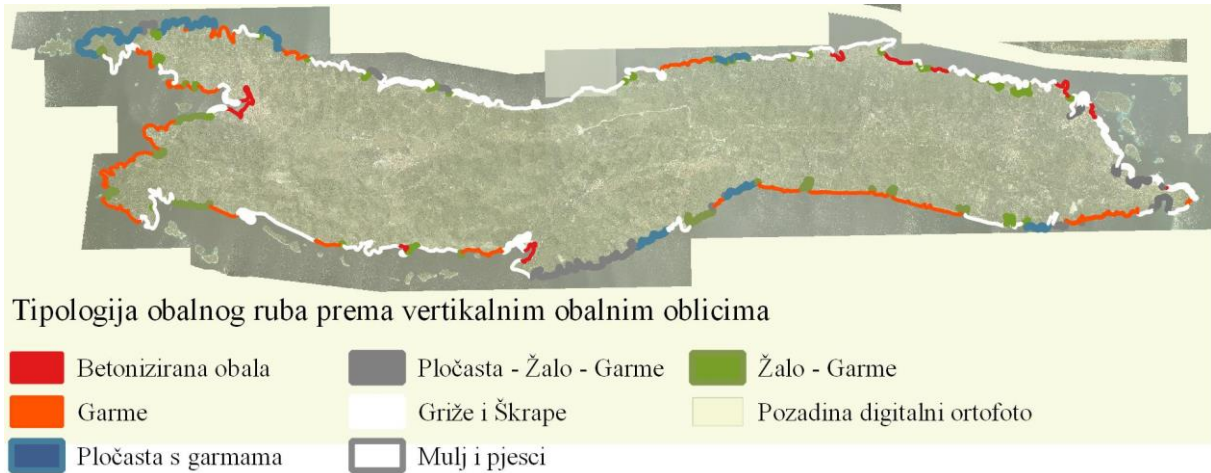 Tipologija obalnog ruba prema vertikalnim obalnim oblicima
Betonizirana obala
Pločasta - Žalo - Garme
Žalo - Garme
Garme
Griže i Škrape
Pozadina digitalni ortofoto
Pločasta s garmama
Mulj i pjesci